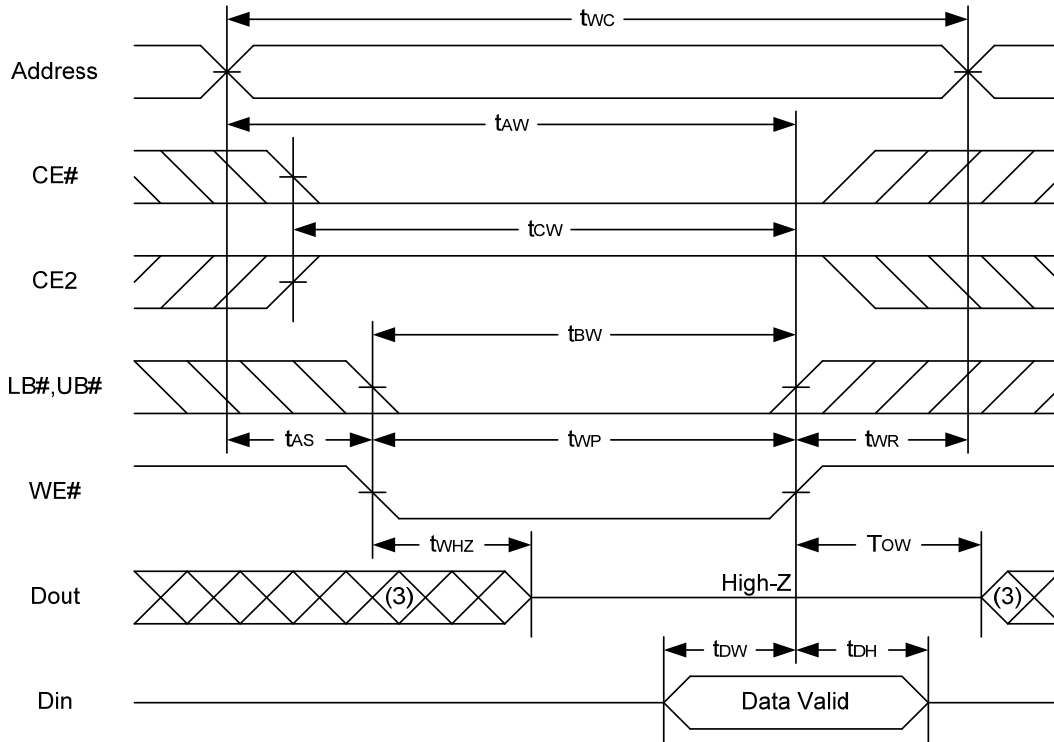 tWC
Address
tAW
CE#
tCW
CE2
tBW
LB#,UB#
tAS
tWP
tWR
WE#
tWHZ
TOW
Dout
(3)
High-Z
(3)
tDW
tDH
Din
Data Valid